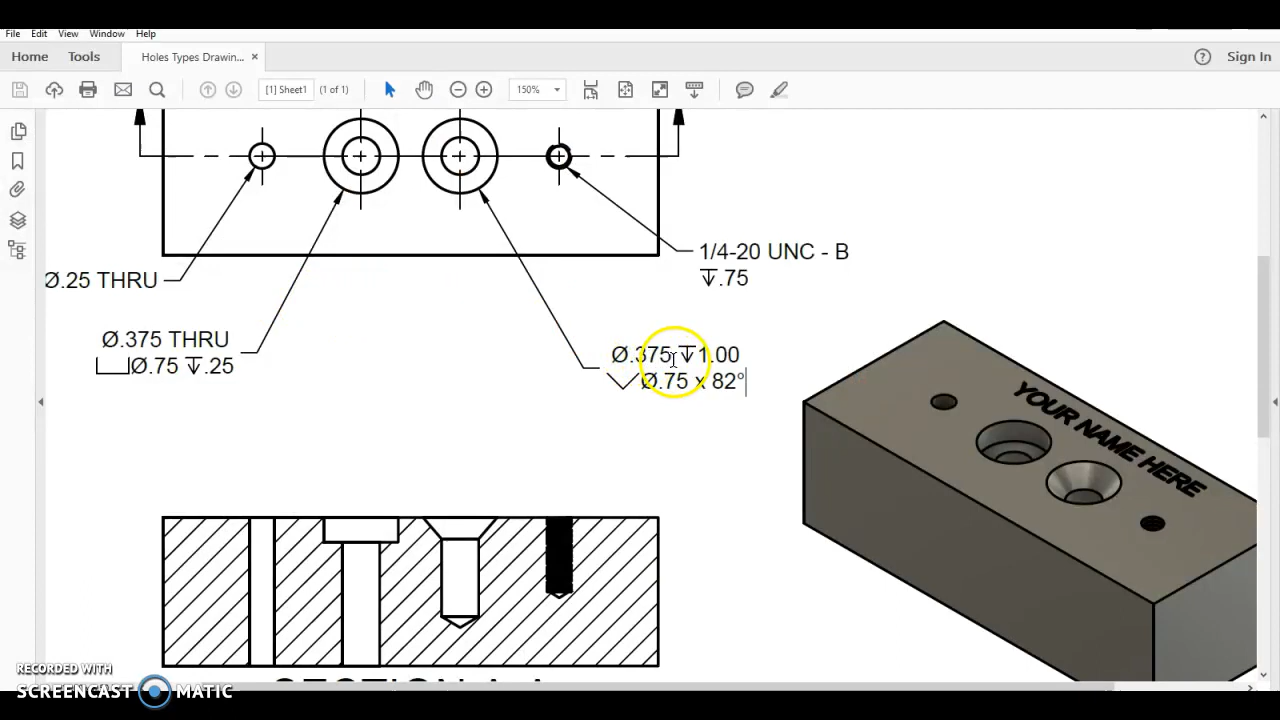 File Edit View Window Help
Home Tools Holes Types Drawin... × Sign In
[1] Sheet1 (1 of 1) 150%
1/4-20 UNC - B
↧.75
Ø.25 THRU
Ø.375 THRU
⌴Ø.75 ↧.25
Ø.375 ↧1.00
⌵Ø.75 x 82°
YOUR NAME HERE
RECORDED WITH
SCREENCAST MATIC